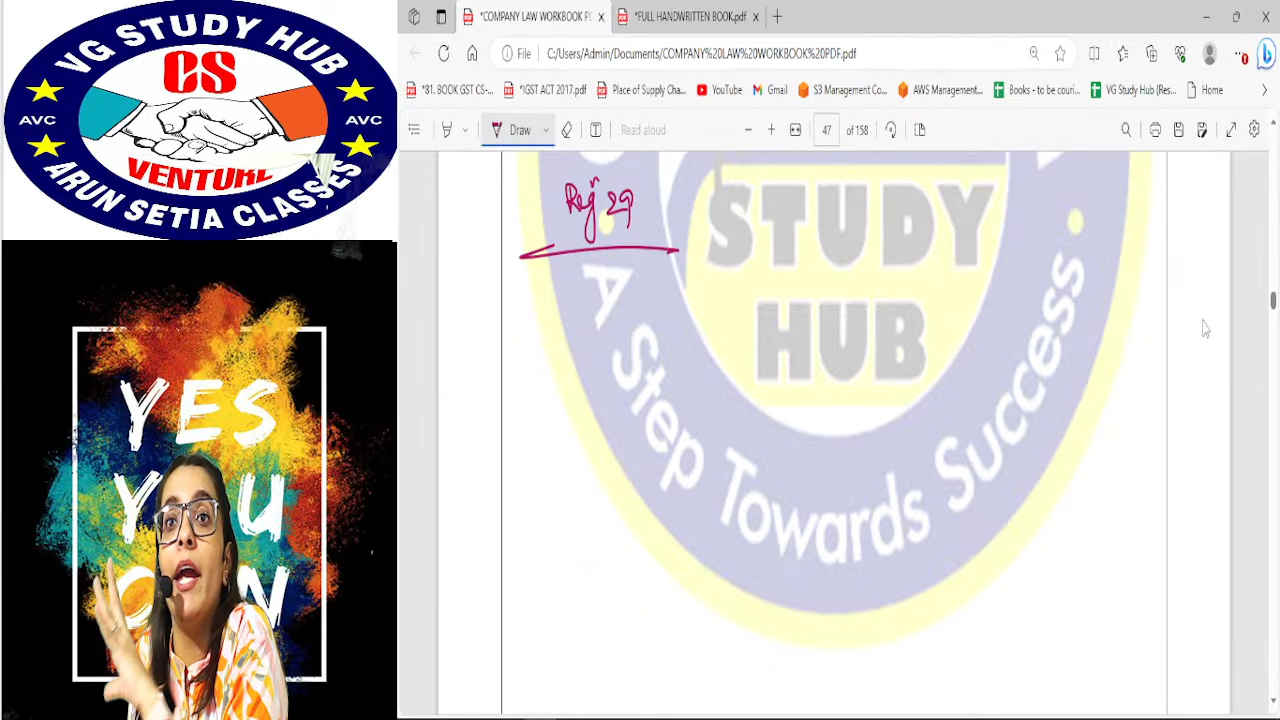 VG STUDY HUB
CS
AVC
AVC
VENTURE
ARUN SETIA CLASSES
YES
YOU
*COMPANY LAW WORKBOOK P
*FULL HANDWRITTEN BOOK.pdf
File
C:/Users/Admin/Documents/COMPANY%20LAW%20WORKBOOK%20PDF.pdf
*81. BOOK GST CS-...
*IGST ACT 2017.pdf
Place of Supply Cha...
YouTube
Gmail
S3 Management Co...
AWS Management...
Books - to be couri...
VG Study Hub (Res...
Home
Draw
Read aloud
47
of 158
29
STUDY
HUB
A Step Towards Success